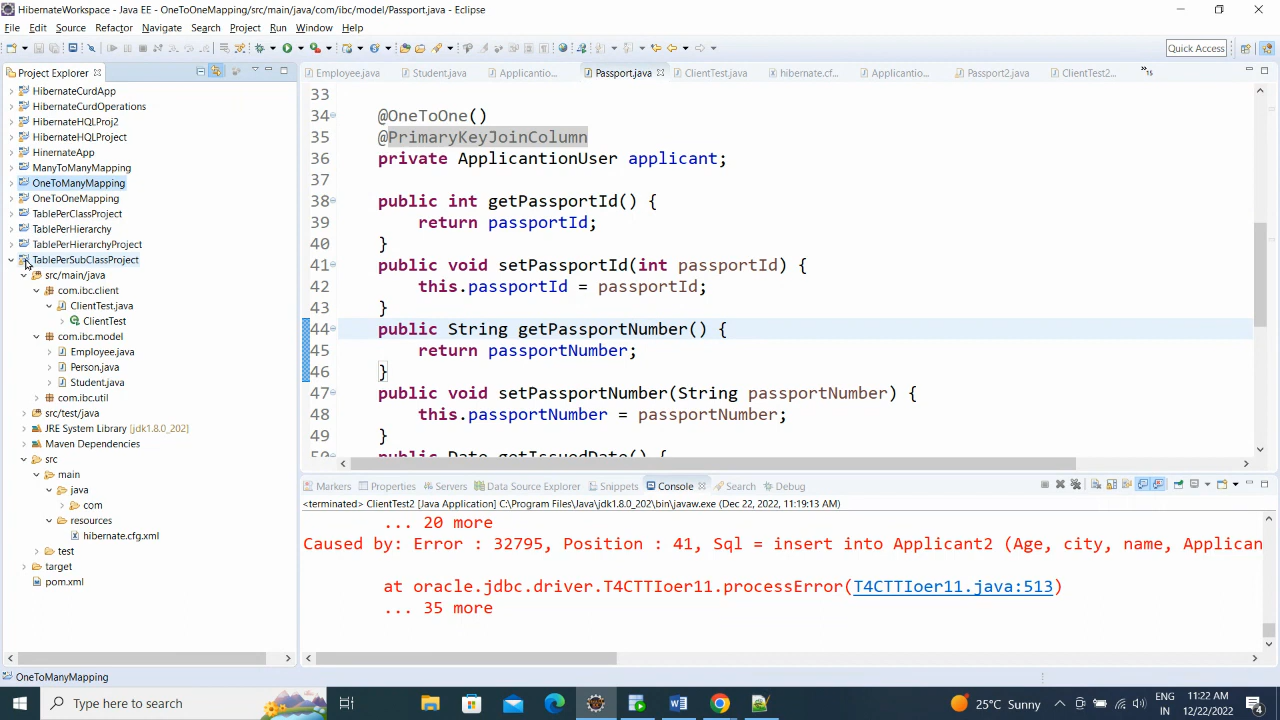 HibernateWorkspace - Java EE - OneToOneMapping/src/main/java/com/ibc/model/Passport.java - Eclipse
File Edit Source Refactor Navigate Search Project Run Window Help
Quick Access
Project Explorer
HibernateCurdApp
HibernateCurdOperations
HibernateHQLProj2
HibernateHQLProject
HinernateApp
ManyToManyMapping
OneToManyMapping
OneToOneMapping
TablePerClassProject
TablePerHierarchy
TablePerHierarchyProject
TablePerSubClassProject
src/main/java
com.ibc.client
ClientTest.java
ClientTest
com.ibc.model
Employee.java
Person.java
Student.java
com.ibc.util
src/test/java
JRE System Library [jdk1.8.0_202]
Maven Dependencies
src
main
java
com
resources
hibernate.cfg.xml
test
target
pom.xml
Employee.java Student.java Applicantio... Passport.java ClientTest.java hibernate.cf... Applicantio... Passport2.java ClientTest2... »15
33
34 @OneToOne()
35 @PrimaryKeyJoinColumn
36 private ApplicantionUser applicant;
37
38 public int getPassportId() {
39 return passportId;
40 }
41 public void setPassportId(int passportId) {
42 this.passportId = passportId;
43 }
44 public String getPassportNumber() {
45 return passportNumber;
46 }
47 public void setPassportNumber(String passportNumber) {
48 this.passportNumber = passportNumber;
49 }
50 public Date getIssuedDate() {
Markers Properties Servers Data Source Explorer Snippets Console Search Debug
<terminated> ClientTest2 [Java Application] C:\Program Files\Java\jdk1.8.0_202\bin\javaw.exe (Dec 22, 2022, 11:19:13 AM)
... 20 more
Caused by: Error : 32795, Position : 41, Sql = insert into Applicant2 (Age, city, name, Applican
at oracle.jdbc.driver.T4CTTIoer11.processError(T4CTTIoer11.java:513)
... 35 more
OneToManyMapping
Type here to search
25°C Sunny
ENG
IN
11:22 AM
12/22/2022
4